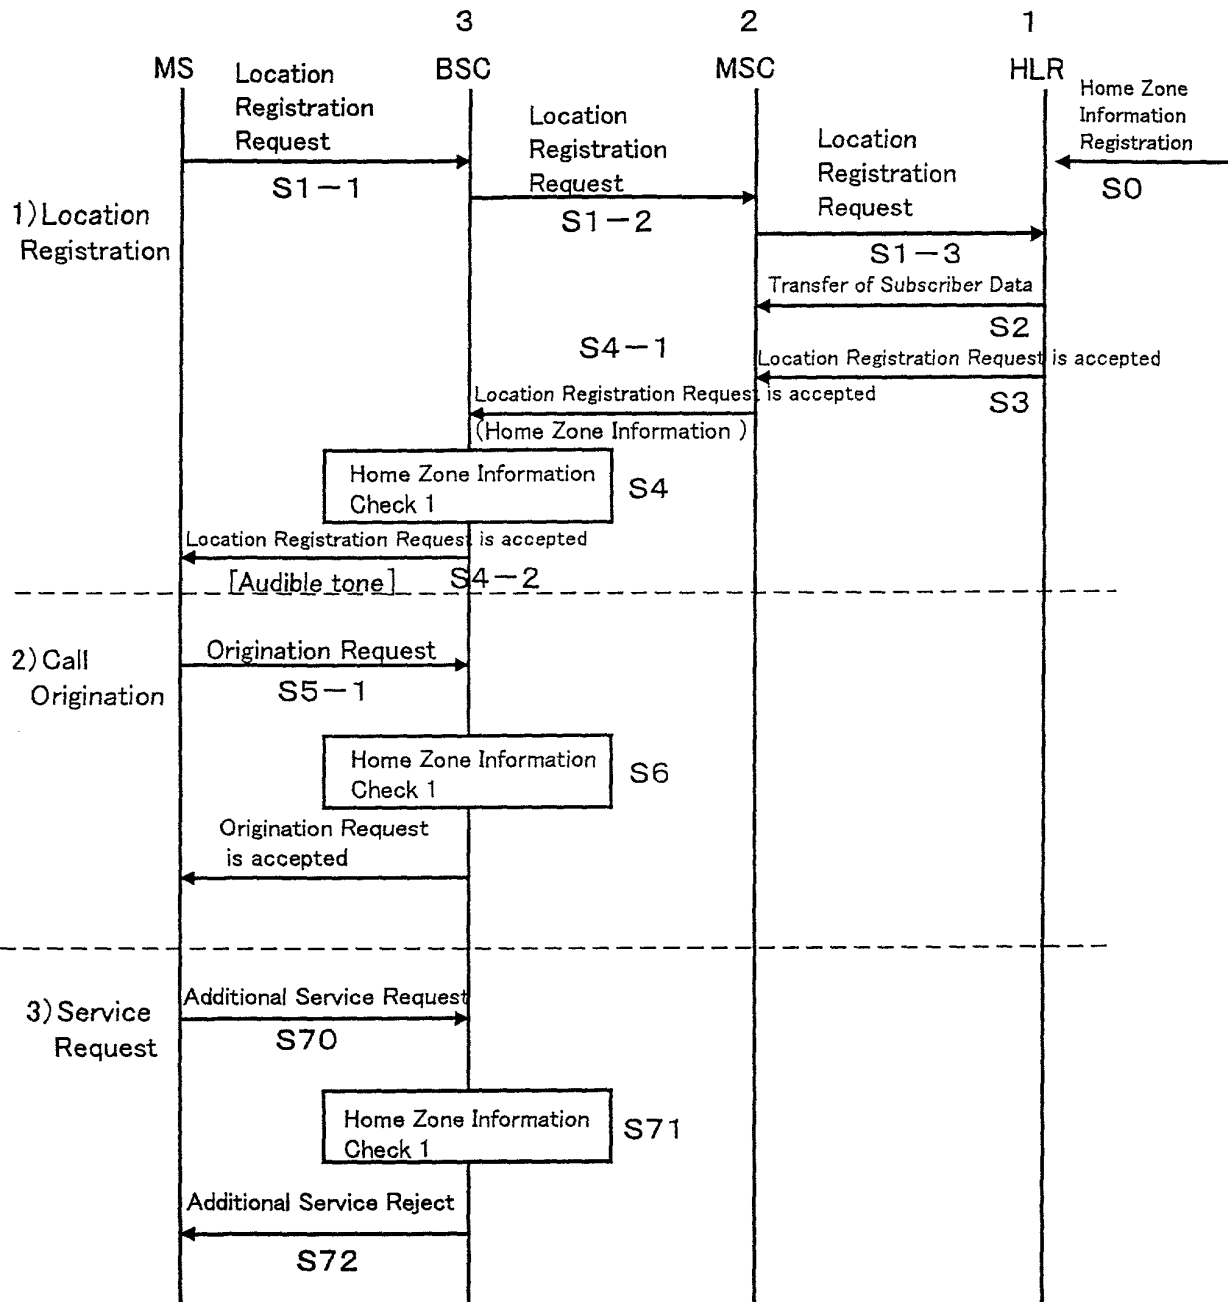 3
2
1
MS
BSC
MSC
HLR
Location
Registration
Request
S1-1
Location
Registration
Request
S1-2
Location
Registration
Request
S1-3
Home Zone
Information
Registration
S0
1)Location
Registration
Transfer of Subscriber Data
S2
S4-1
Location Registration Request is accepted
S3
Location Registration Request is accepted
(Home Zone Information )
Home Zone Information
Check 1
S4
Location Registration Request is accepted
[Audible tone]
S4-2
2)Call
Origination
Origination Request
S5-1
Home Zone Information
Check 1
S6
Origination Request
is accepted
3)Service
Request
Additional Service Request
S70
Home Zone Information
Check 1
S71
Additional Service Reject
S72